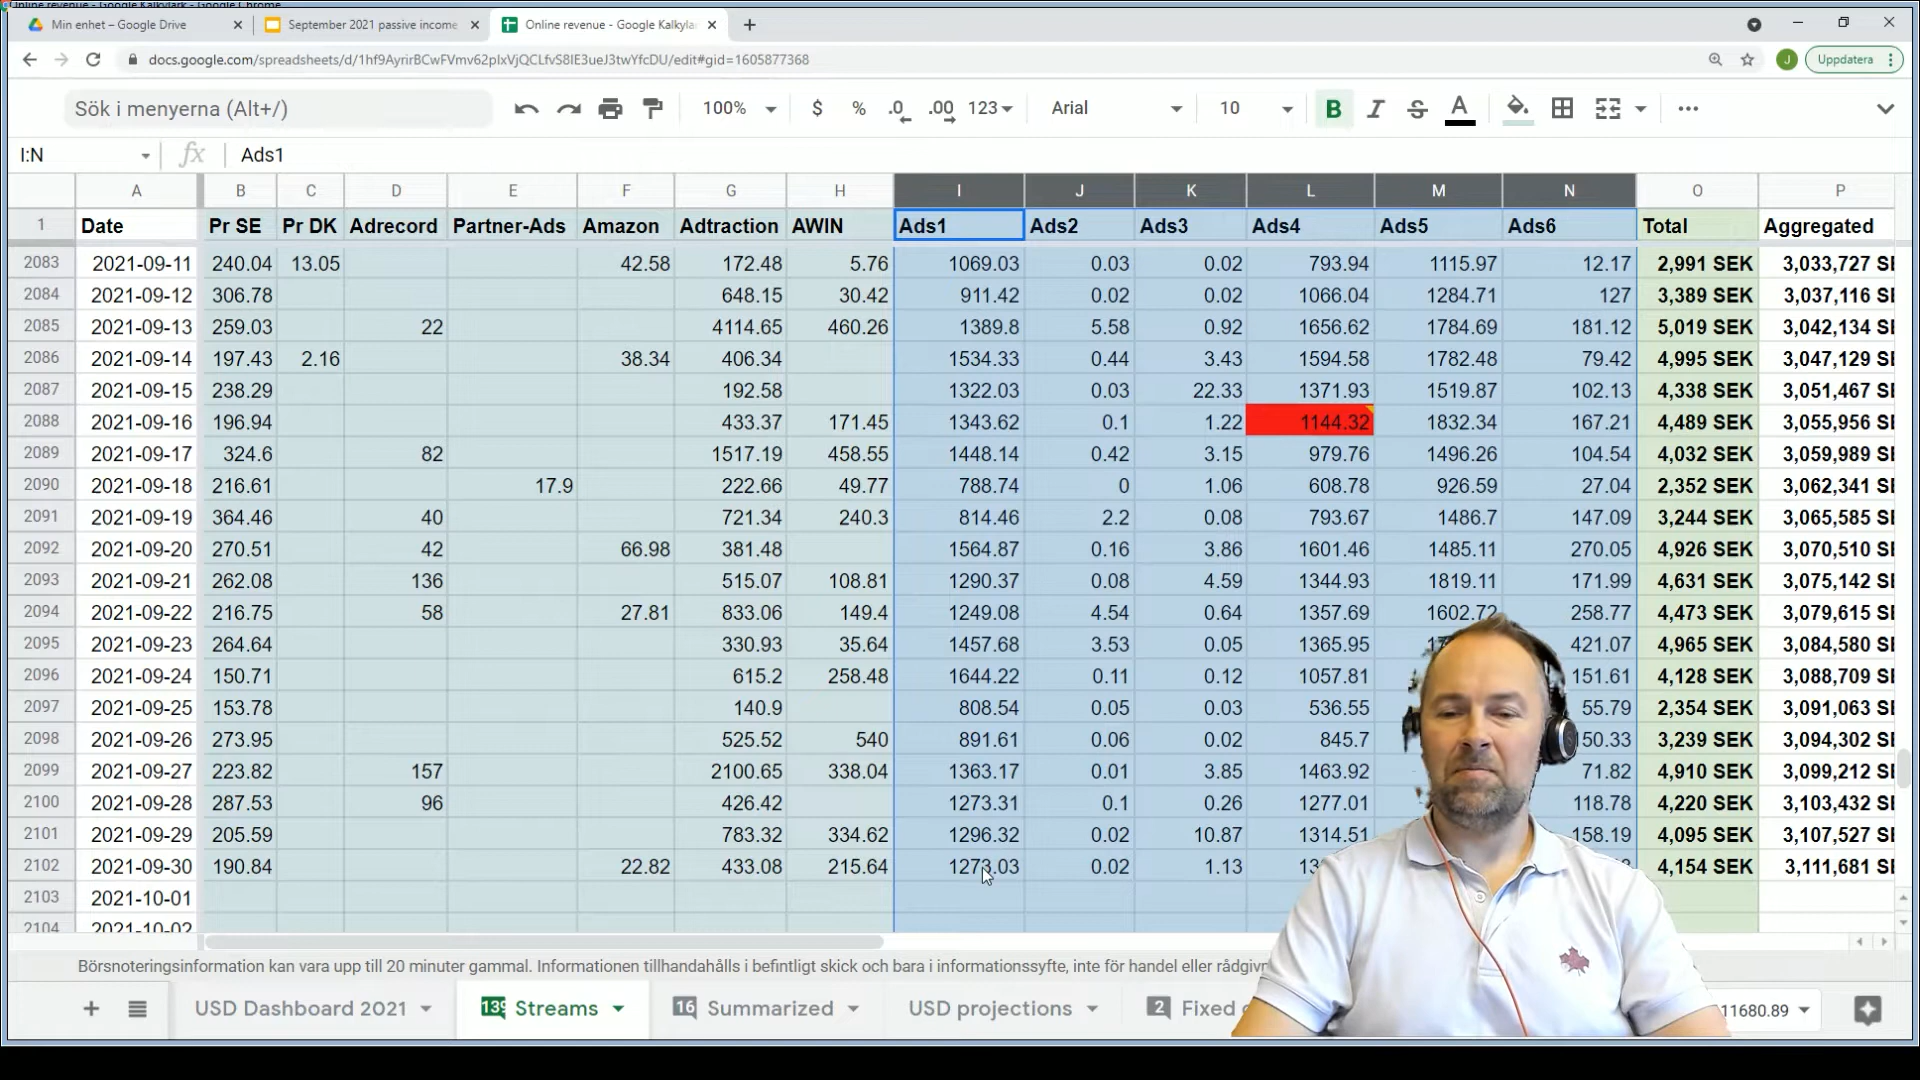 Online revenue - Google Kalkylark - Google Chrome
Min enhet – Google Drive
September 2021 passive income
Online revenue - Google Kalkylar
docs.google.com/spreadsheets/d/1hf9AyrirBCwFVmv62pIxVjQCLfvS8IE3ueJ3twYfcDU/edit#gid=1605877368
J
Uppdatera
Sök i menyerna (Alt+/)
100%
$
%
.0
.00
123
Arial
10
B
I
S
A
I:N
fx
Ads1
A B C D E F G H I J K L M N O P
1 Date Pr SE Pr DK Adrecord Partner-Ads Amazon Adtraction AWIN Ads1 Ads2 Ads3 Ads4 Ads5 Ads6 Total Aggregated
2083 2021-09-11 240.04 13.05 42.58 172.48 5.76 1069.03 0.03 0.02 793.94 1115.97 12.17 2,991 SEK 3,033,727 SE
2084 2021-09-12 306.78 648.15 30.42 911.42 0.02 0.02 1066.04 1284.71 127 3,389 SEK 3,037,116 SE
2085 2021-09-13 259.03 22 4114.65 460.26 1389.8 5.58 0.92 1656.62 1784.69 181.12 5,019 SEK 3,042,134 SE
2086 2021-09-14 197.43 2.16 38.34 406.34 1534.33 0.44 3.43 1594.58 1782.48 79.42 4,995 SEK 3,047,129 SE
2087 2021-09-15 238.29 192.58 1322.03 0.03 22.33 1371.93 1519.87 102.13 4,338 SEK 3,051,467 SE
2088 2021-09-16 196.94 433.37 171.45 1343.62 0.1 1.22 1144.32 1832.34 167.21 4,489 SEK 3,055,956 SE
2089 2021-09-17 324.6 82 1517.19 458.55 1448.14 0.42 3.15 979.76 1496.26 104.54 4,032 SEK 3,059,989 SE
2090 2021-09-18 216.61 17.9 222.66 49.77 788.74 0 1.06 608.78 926.59 27.04 2,352 SEK 3,062,341 SE
2091 2021-09-19 364.46 40 721.34 240.3 814.46 2.2 0.08 793.67 1486.7 147.09 3,244 SEK 3,065,585 SE
2092 2021-09-20 270.51 42 66.98 381.48 1564.87 0.16 3.86 1601.46 1485.11 270.05 4,926 SEK 3,070,510 SE
2093 2021-09-21 262.08 136 515.07 108.81 1290.37 0.08 4.59 1344.93 1819.11 171.99 4,631 SEK 3,075,142 SE
2094 2021-09-22 216.75 58 27.81 833.06 149.4 1249.08 4.54 0.64 1357.69 1602.72 258.77 4,473 SEK 3,079,615 SE
2095 2021-09-23 264.64 330.93 35.64 1457.68 3.53 0.05 1365.95 421.07 4,965 SEK 3,084,580 SE
2096 2021-09-24 150.71 615.2 258.48 1644.22 0.11 0.12 1057.81 151.61 4,128 SEK 3,088,709 SE
2097 2021-09-25 153.78 140.9 808.54 0.05 0.03 536.55 55.79 2,354 SEK 3,091,063 SE
2098 2021-09-26 273.95 525.52 540 891.61 0.06 0.02 845.7 50.33 3,239 SEK 3,094,302 SE
2099 2021-09-27 223.82 157 2100.65 338.04 1363.17 0.01 3.85 1463.92 71.82 4,910 SEK 3,099,212 SE
2100 2021-09-28 287.53 96 426.42 1273.31 0.1 0.26 1277.01 118.78 4,220 SEK 3,103,432 SE
2101 2021-09-29 205.59 783.32 334.62 1296.32 0.02 10.87 1314.51 158.19 4,095 SEK 3,107,527 SE
2102 2021-09-30 190.84 22.82 433.08 215.64 1273.03 0.02 1.13 4,154 SEK 3,111,681 SE
2103 2021-10-01
2104 2021-10-02
Börsnoteringsinformation kan vara upp till 20 minuter gammal. Informationen tillhandahålls i befintligt skick och bara i informationssyfte, inte för handel eller rådgivn
USD Dashboard 2021
139 Streams
16 Summarized
USD projections
2 Fixed
11680.89